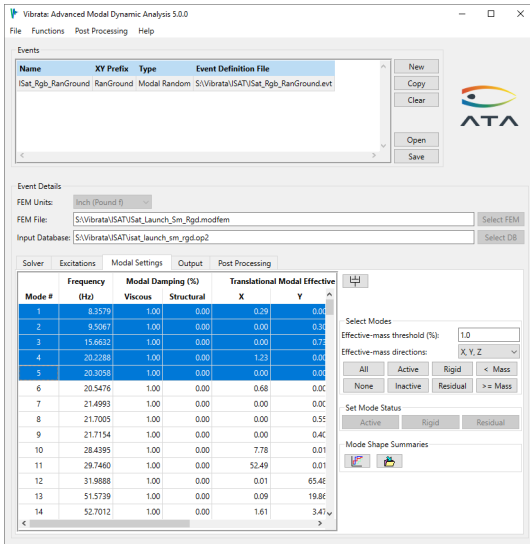 Vibrata: Advanced Modal Dynamic Analysis 5.0.0
File Functions Post Processing Help
Events
Name XY Prefix Type Event Definition File
ISat_Rgb_RanGround RanGround Modal Random S:\Vibrata\ISAT\ISat_Rgb_RanGround.evt
New
Copy
Clear
Open
Save
ATA
Event Details
FEM Units: Inch (Pound f)
FEM File: S:\Vibrata\ISAT\ISat_Launch_Sm_Rgd.modfem Select FEM
Input Database: S:\Vibrata\ISAT\isat_launch_sm_rgd.op2 Select DB
Solver Excitations Modal Settings Output Post Processing
Frequency Modal Damping (%) Translational Modal Effective
Mode # (Hz) Viscous Structural X Y
1 8.3579 1.00 0.00 0.29 0.00
2 9.5067 1.00 0.00 0.00 0.30
3 15.6632 1.00 0.00 0.00 0.73
4 20.2288 1.00 0.00 1.23 0.00
5 20.3058 1.00 0.00 0.00 0.00
6 20.5476 1.00 0.00 0.68 0.00
7 21.4993 1.00 0.00 0.00 0.00
8 21.7005 1.00 0.00 0.00 0.55
9 21.7154 1.00 0.00 0.00 0.40
10 28.4395 1.00 0.00 7.78 0.01
11 29.7460 1.00 0.00 52.49 0.01
12 31.9888 1.00 0.00 0.01 65.48
13 51.5739 1.00 0.00 0.09 19.86
14 52.7012 1.00 0.00 1.61 3.47
Select Modes
Effective-mass threshold (%): 1.0
Effective-mass directions: X, Y, Z
All Active Rigid < Mass
None Inactive Residual >= Mass
Set Mode Status
Active Rigid Residual
Mode Shape Summaries